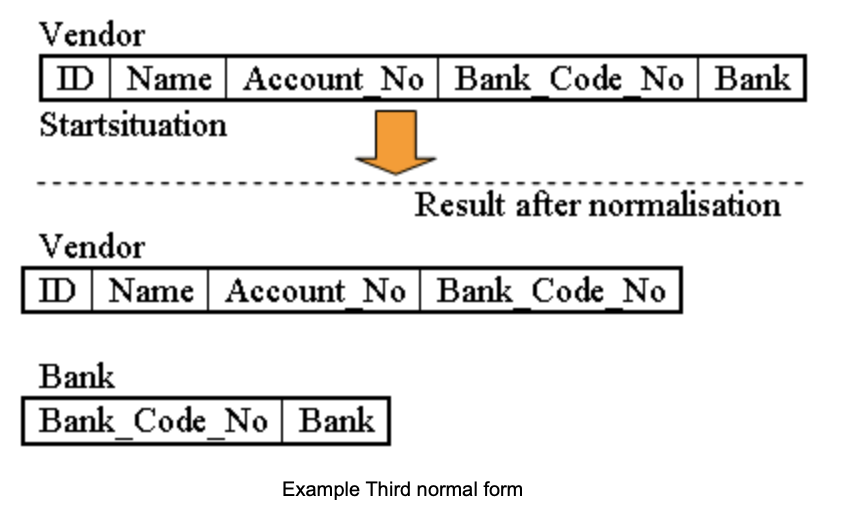 Vendor
ID Name Account_No Bank_Code_No Bank
Startsituation
Result after normalisation
Vendor
ID Name Account_No Bank_Code_No
Bank
Bank_Code_No Bank
Example Third normal form